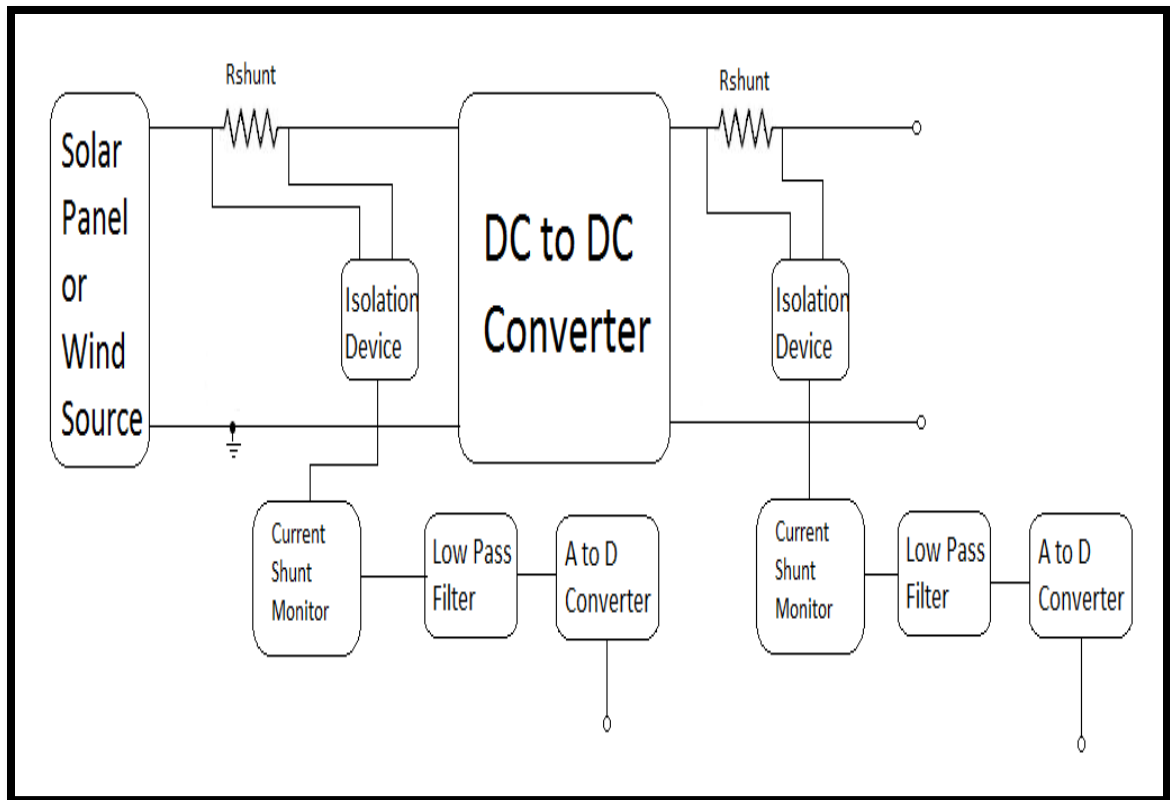 Rshunt
Rshunt
Solar
Panel
or
Wind
Source
DC to DC
Converter
Isolation
Device
Isolation
Device
Current
Shunt
Monitor
Low Pass
Filter
A to D
Converter
Current
Shunt
Monitor
Low Pass
Filter
A to D
Converter